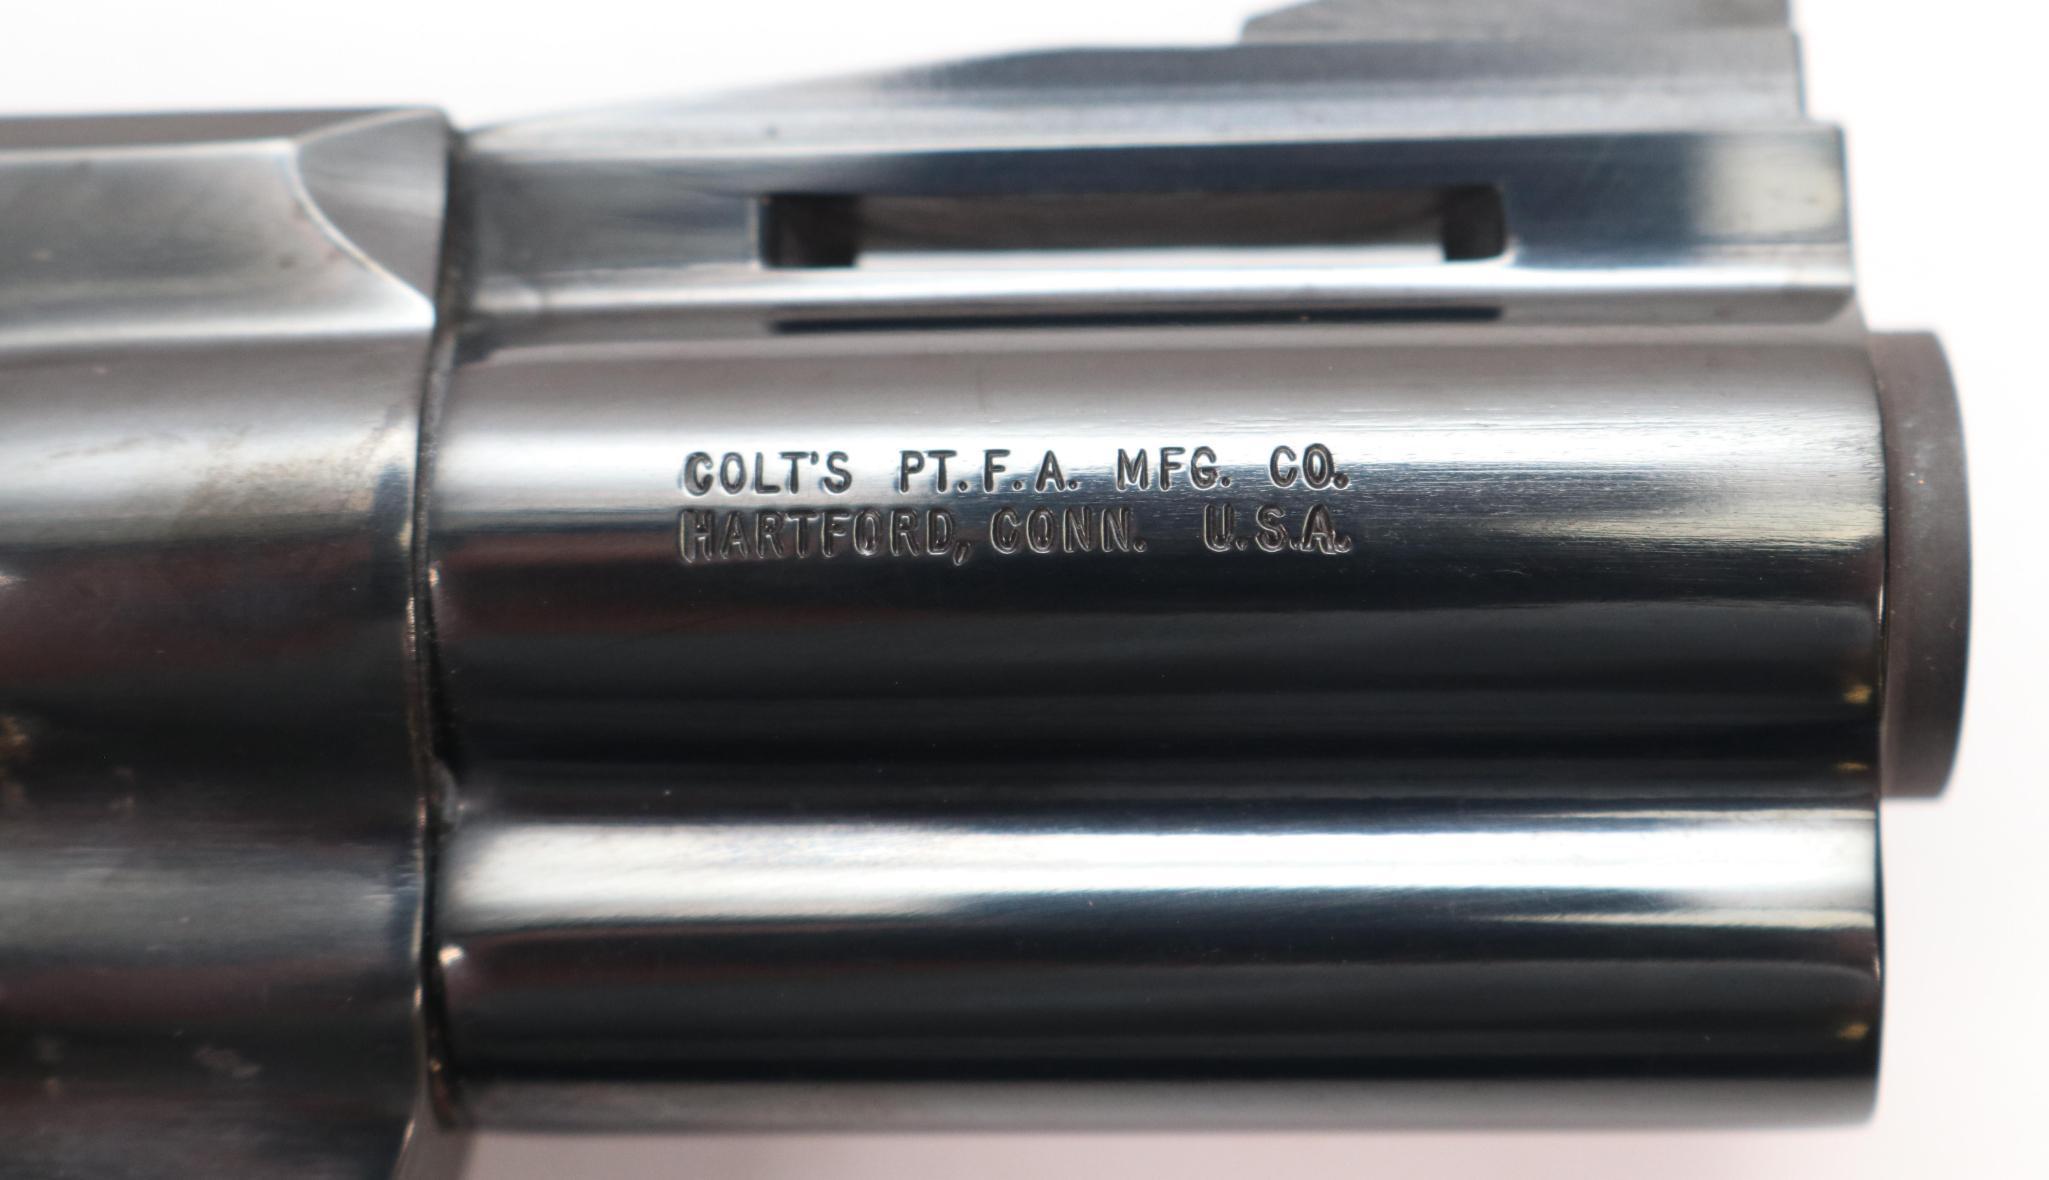 COLT'S PT. F. A. MFG. CO.
HARTFORD, CONN. U.S.A.